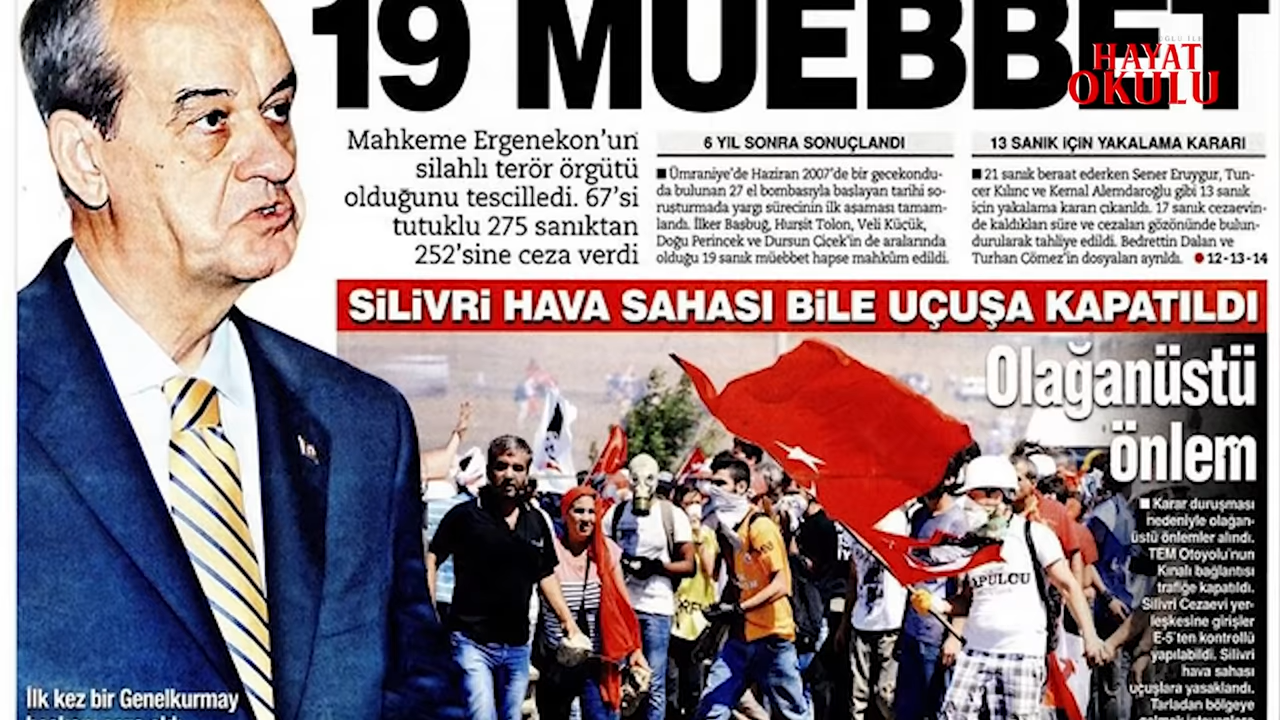 19 MÜEBBET
HAYAT
OKULU
Mahkeme Ergenekon'un
silahlı terör örgütü
olduğunu tescilledi. 67'si
tutuklu 275 sanıktan
252'sine ceza verdi
6 YIL SONRA SONUÇLANDI
■ Ümraniye'de Haziran 2007'de bir gecekondu-
da bulunan 27 el bombasıyla başlayan tarihi so-
ruşturmada yargı sürecinin ilk aşaması tamam-
landı. İlker Başbuğ, Hurşit Tolon, Veli Küçük,
Doğu Perinçek ve Dursun Çiçek'in de aralarında
olduğu 19 sanık müebbet hapse mahkûm edildi.
13 SANIK İÇİN YAKALAMA KARARI
■ 21 sanık beraat ederken Şener Eruygur, Tun-
cer Kılınç ve Kemal Alemdaroğlu gibi 13 sanık
için yakalama kararı çıkarıldı. 17 sanık cezaevin-
de kaldıkları süre ve cezaları gözönünde bulun-
durularak tahliye edildi. Bedrettin Dalan ve
Turhan Çömez'in dosyaları ayrıldı. ● 12-13-14
SİLİVRİ HAVA SAHASI BİLE UÇUŞA KAPATILDI
Olağanüstü
önlem
■ Karar duruşması
nedeniyle olağan-
üstü önlemler alındı.
TEM Otoyolu'nun
Kınalı bağlantısı
trafiğe kapatıldı.
Silivri Cezaevi yer-
leşkesine girişler
E-5'ten kontrollü
yapılabildi. Silivri
hava sahası
uçuşlara yasaklandı.
Tarladan bölgeye
APULCU
İlk kez bir Genelkurmay